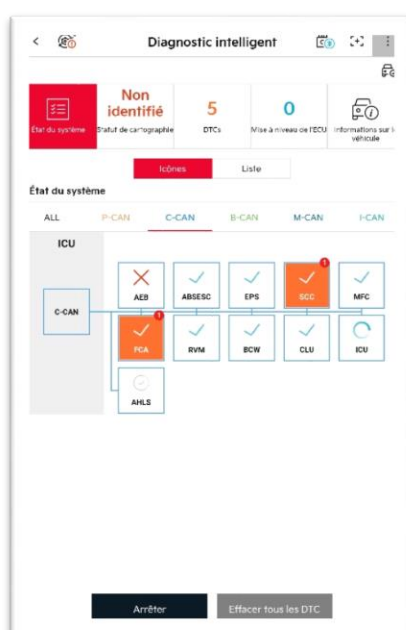 Diagnostic intelligent
Non identifié
5
0
État du système
Statut de cartographie
DTCs
Mise à niveau de l'ECU
Informations sur l
véhicule
Icônes
Liste
État du système
ALL
P-CAN
C-CAN
B-CAN
M-CAN
I-CAN
ICU
C-CAN
AEB
ABSESC
EPS
1
SCC
MFC
1
PCA
RVM
BCW
CLU
ICU
AHLS
Arrêter
Effacer tous les DTC